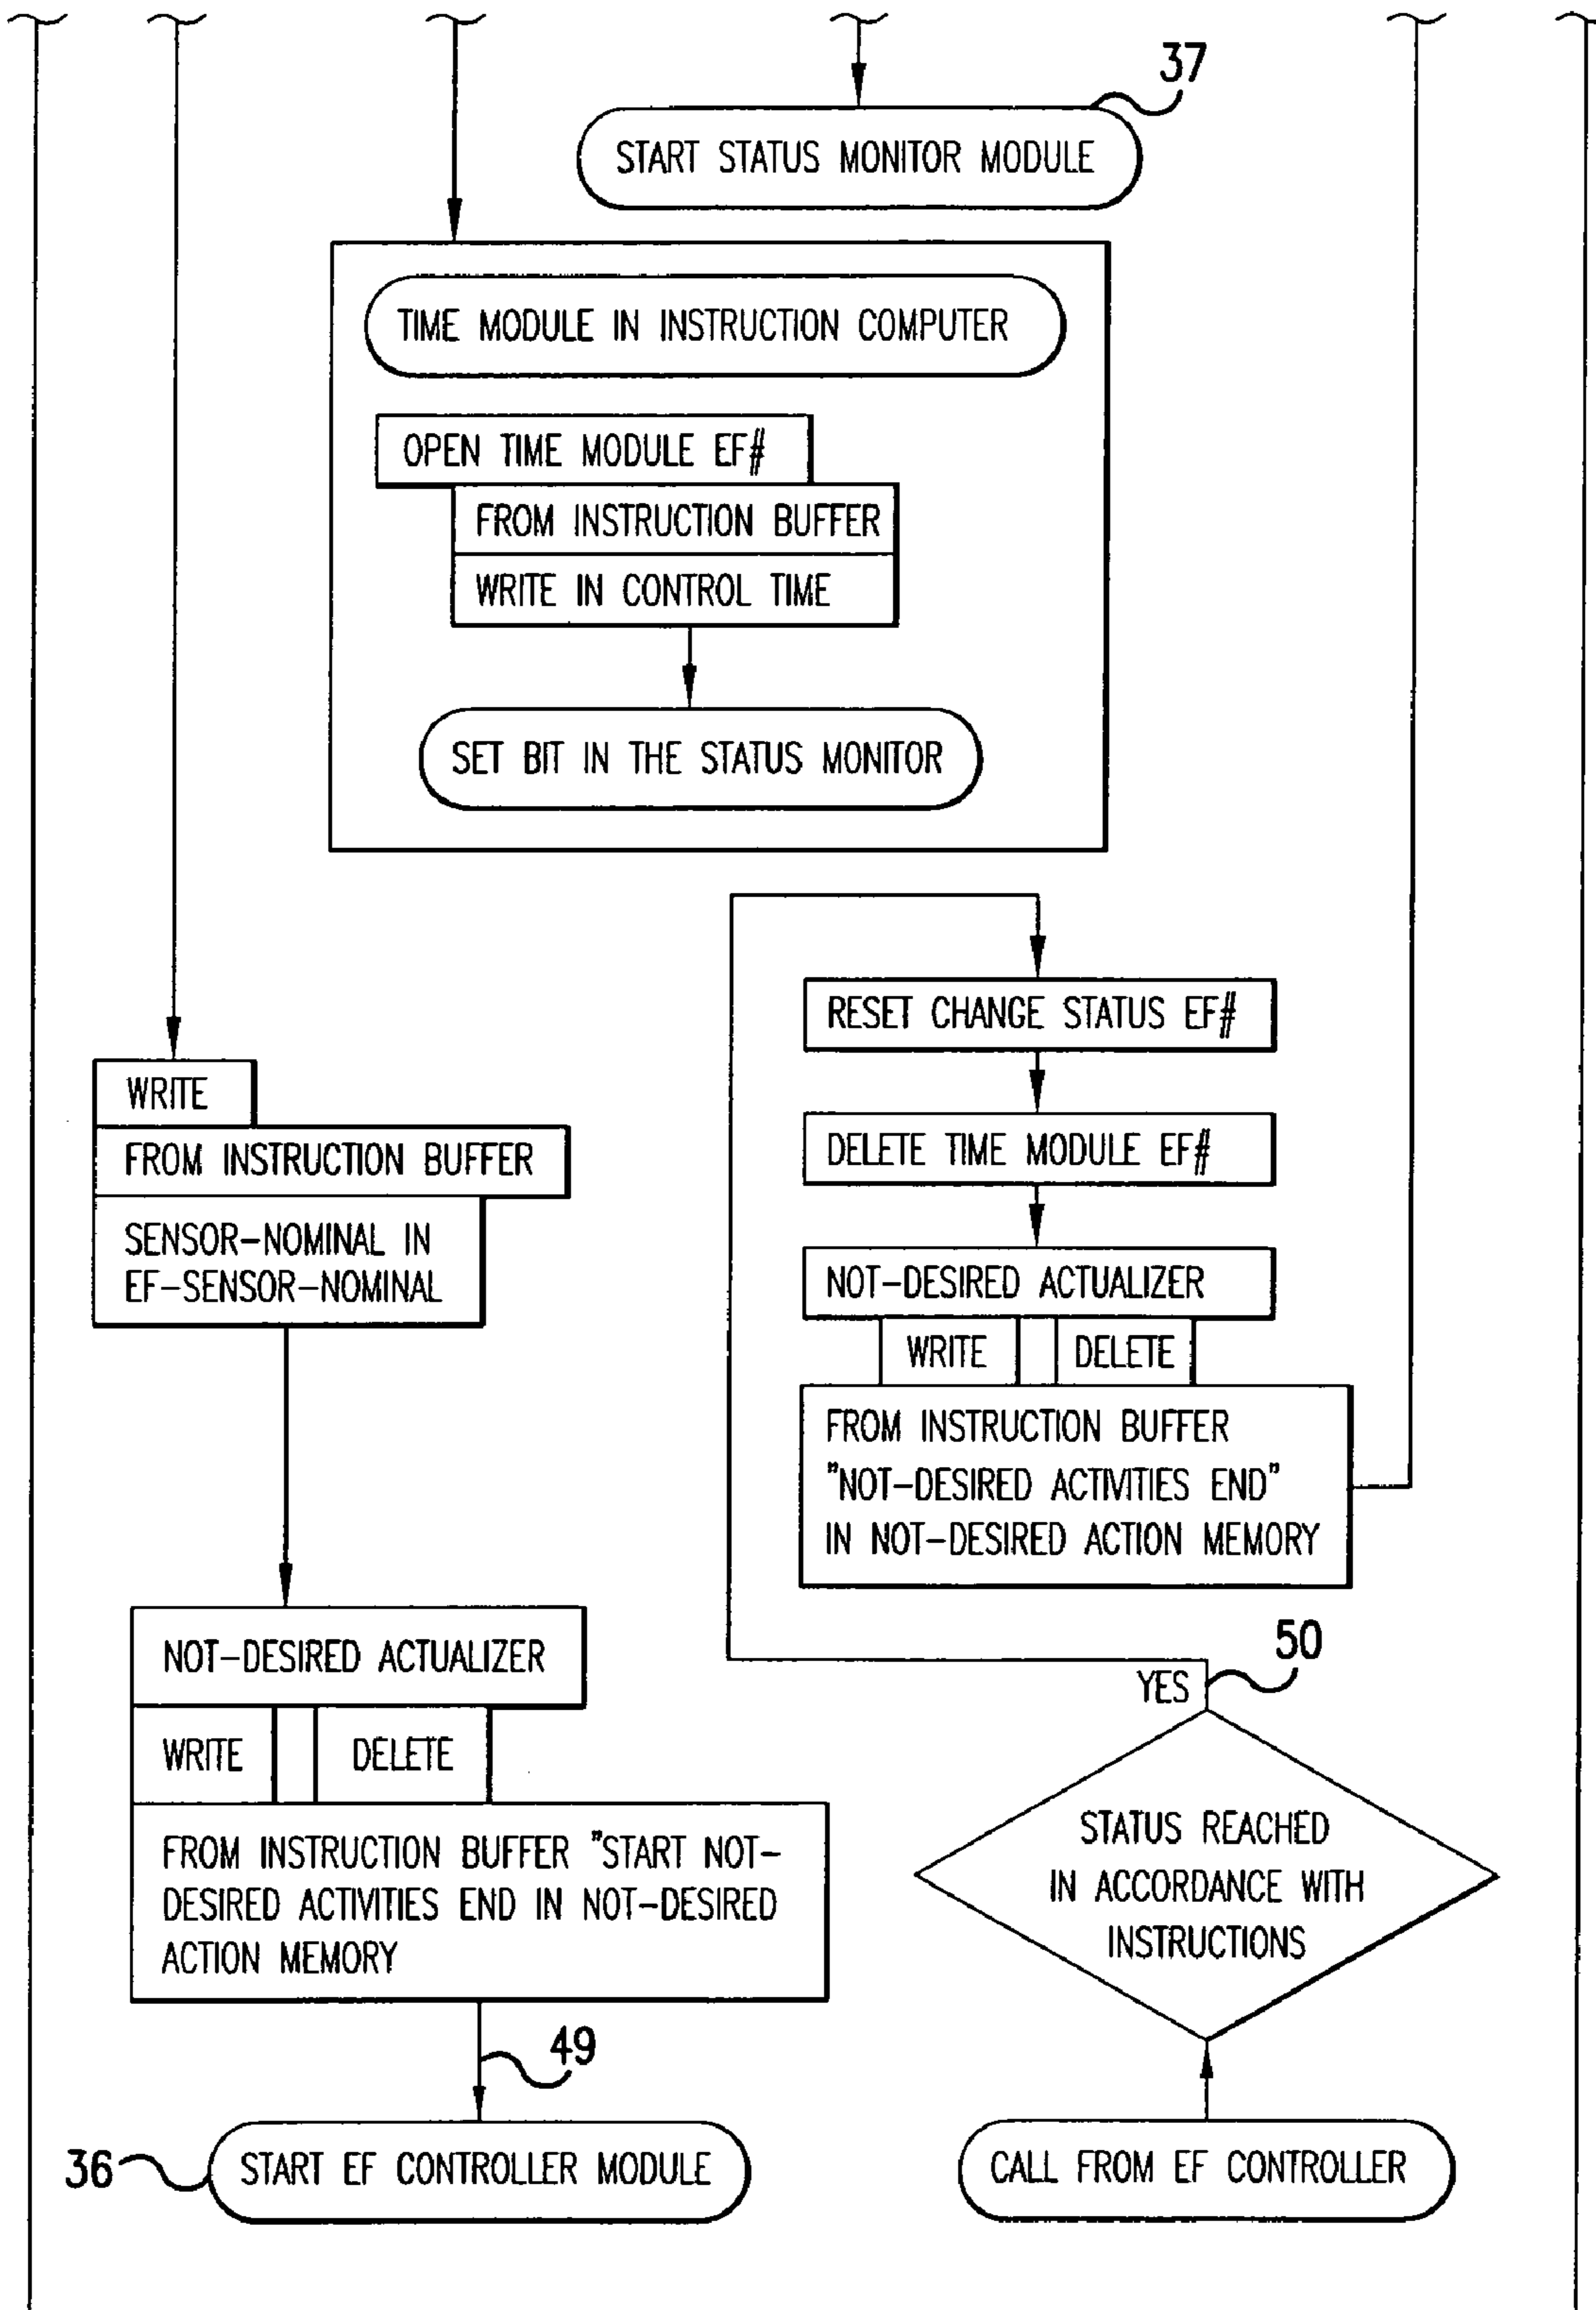 37
START STATUS MONITOR MODULE
TIME MODULE IN INSTRUCTION COMPUTER
OPEN TIME MODULE EF#
FROM INSTRUCTION BUFFER
WRITE IN CONTROL TIME
SET BIT IN THE STATUS MONITOR
RESET CHANGE STATUS EF#
DELETE TIME MODULE EF#
NOT-DESIRED ACTUALIZER
WRITE
DELETE
FROM INSTRUCTION BUFFER
"NOT-DESIRED ACTIVITIES END"
IN NOT-DESIRED ACTION MEMORY
WRITE
FROM INSTRUCTION BUFFER
SENSOR-NOMINAL IN
EF-SENSOR-NOMINAL
NOT-DESIRED ACTUALIZER
WRITE
DELETE
FROM INSTRUCTION BUFFER "START NOT-
DESIRED ACTIVITIES END IN NOT-DESIRED
ACTION MEMORY
49
36
START EF CONTROLLER MODULE
50
YES
STATUS REACHED
IN ACCORDANCE WITH
INSTRUCTIONS
CALL FROM EF CONTROLLER